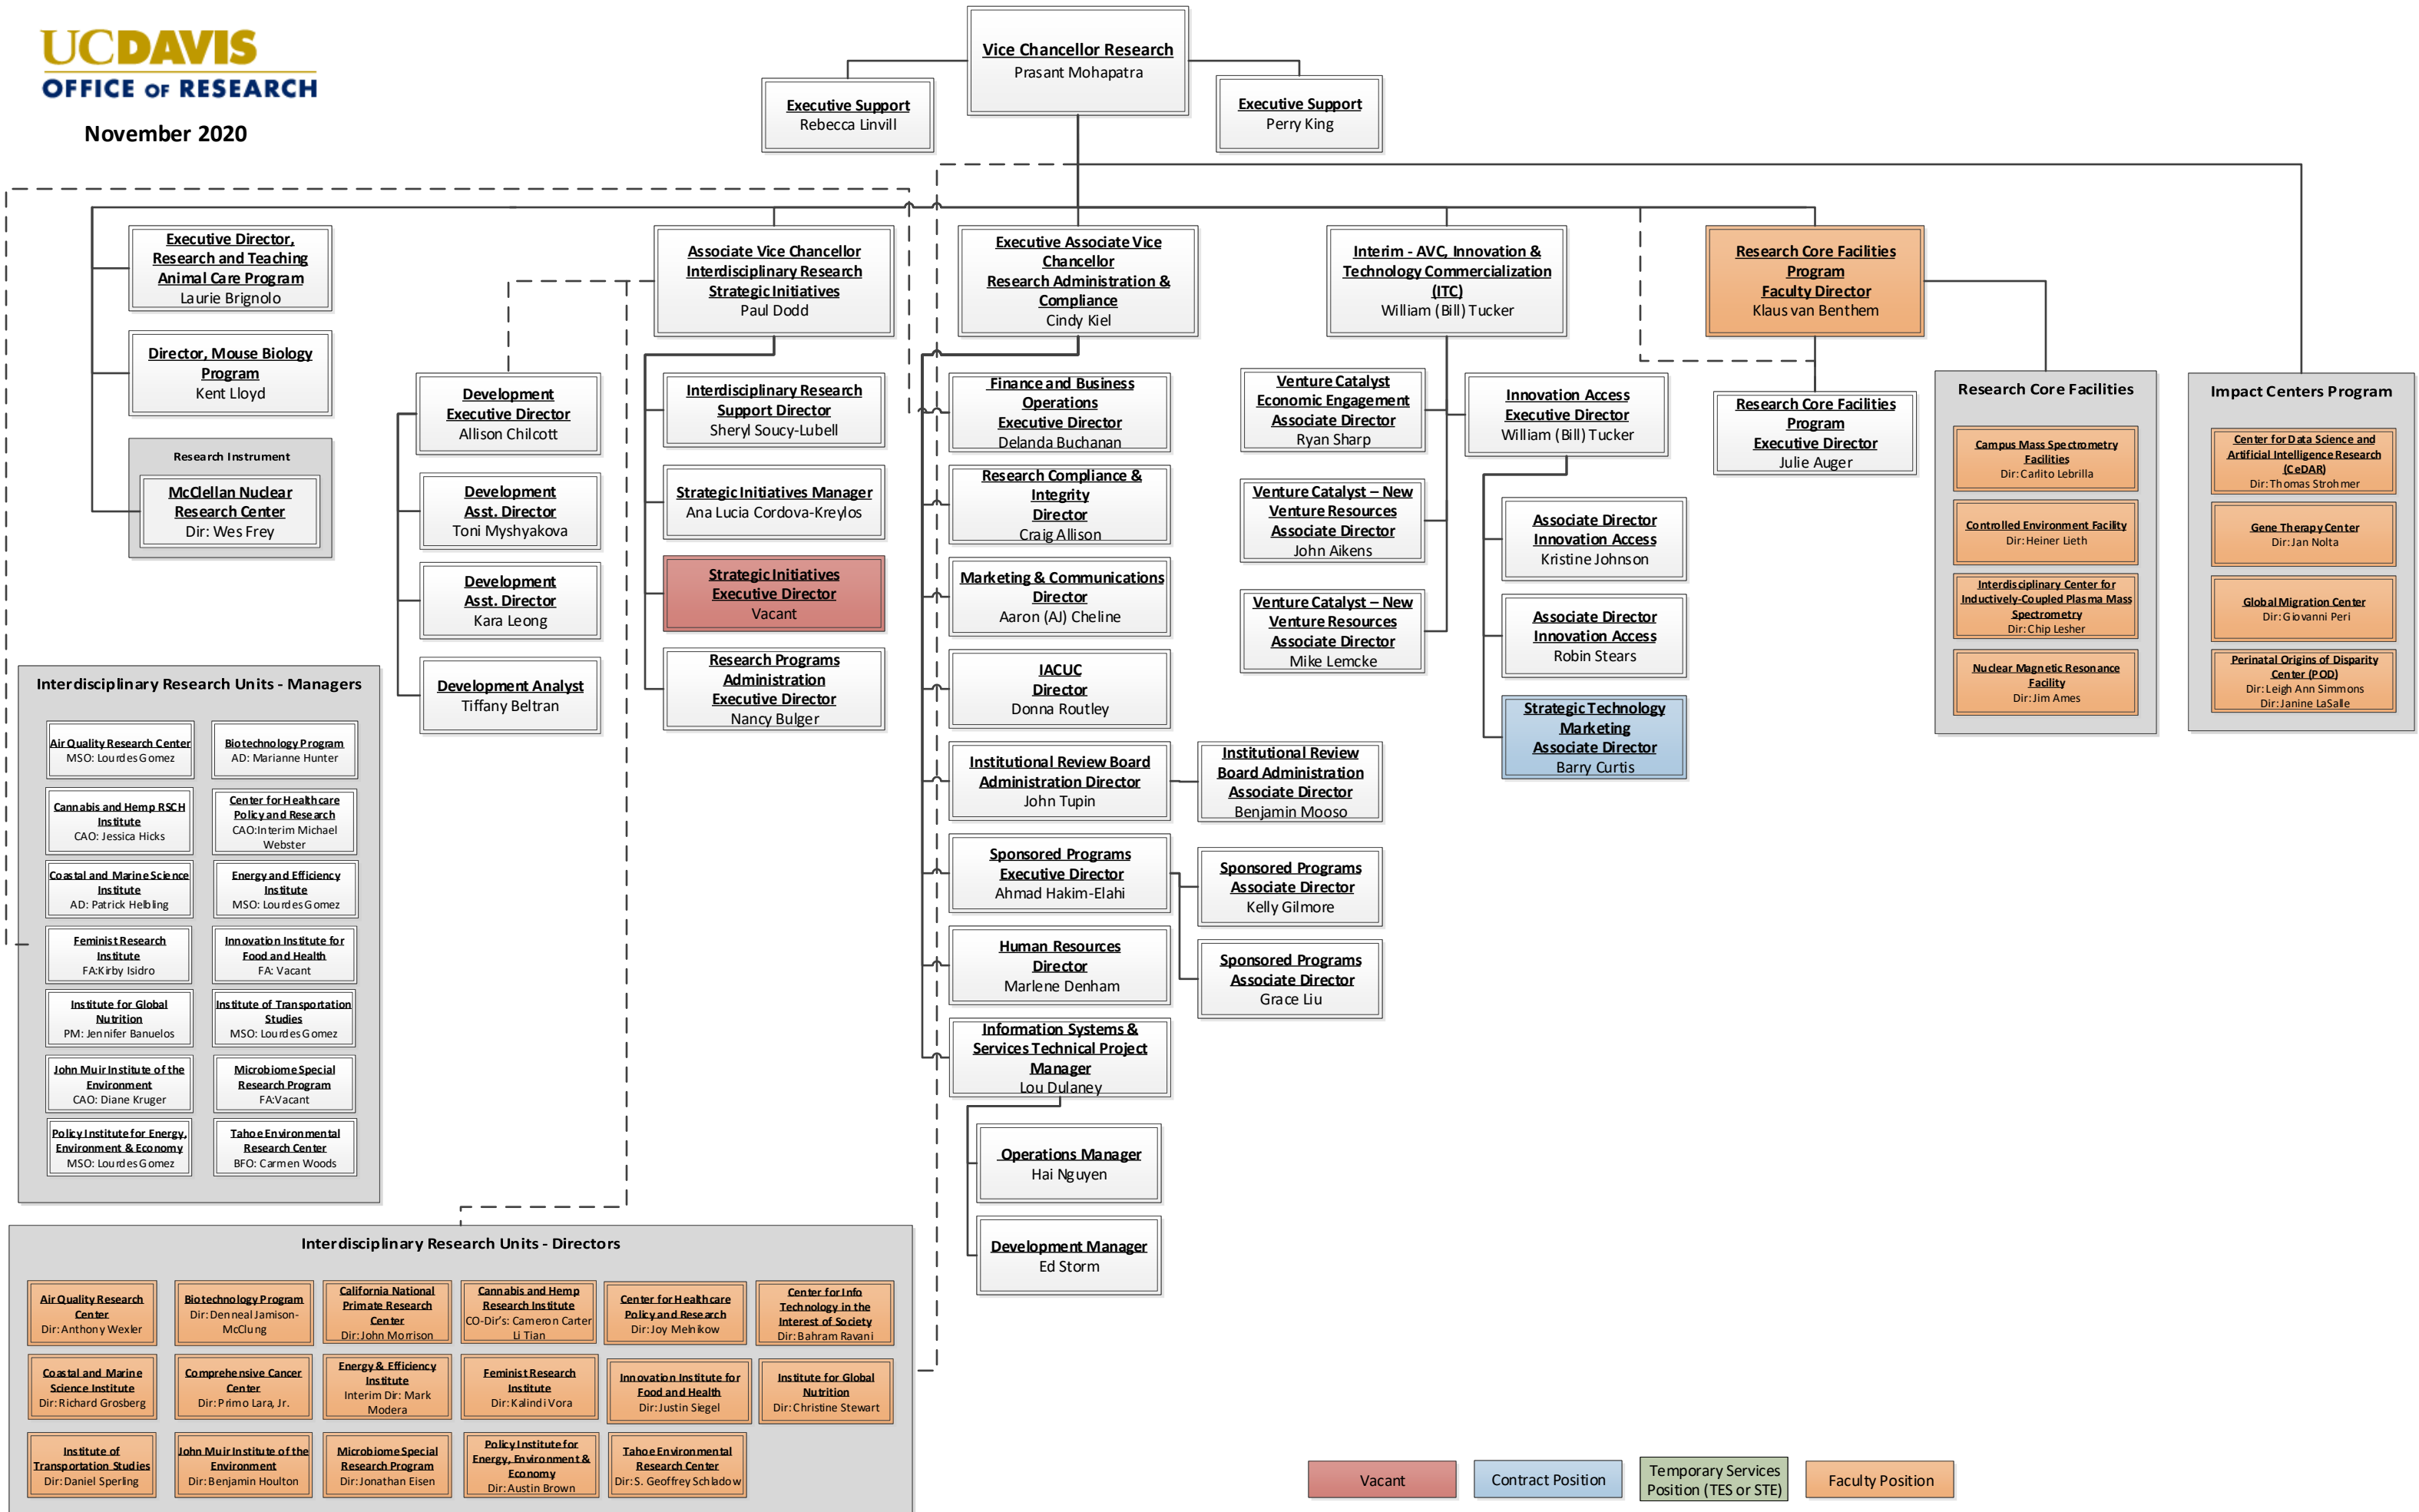 UCDAVIS
OFFICE OF RESEARCH
November 2020
Vice Chancellor Research
Prasant Mohapatra
Executive Support
Rebecca Linvill
Executive Support
Perry King
Executive Director,
Research and Teaching
Animal Care Program
Laurie Brignolo
Director, Mouse Biology
Program
Kent Lloyd
Research Instrument
McClellan Nuclear
Research Center
Dir: Wes Frey
Associate Vice Chancellor
Interdisciplinary Research
Strategic Initiatives
Paul Dodd
Development
Executive Director
Allison Chilcott
Development
Asst. Director
Toni Myshyakova
Development
Asst. Director
Kara Leong
Development Analyst
Tiffany Beltran
Interdisciplinary Research
Support Director
Sheryl Soucy-Lubell
Strategic Initiatives Manager
Ana Lucia Cordova-Kreylos
Strategic Initiatives
Executive Director
Vacant
Research Programs
Administration
Executive Director
Nancy Bulger
Executive Associate Vice
Chancellor
Research Administration &
Compliance
Cindy Kiel
Finance and Business
Operations
Executive Director
Delanda Buchanan
Research Compliance &
Integrity
Director
Craig Allison
Marketing & Communications
Director
Aaron (AJ) Cheline
IACUC
Director
Donna Routley
Institutional Review Board
Administration Director
John Tupin
Institutional Review
Board Administration
Associate Director
Benjamin Mooso
Sponsored Programs
Executive Director
Ahmad Hakim-Elahi
Sponsored Programs
Associate Director
Kelly Gilmore
Sponsored Programs
Associate Director
Grace Liu
Human Resources
Director
Marlene Denham
Information Systems &
Services Technical Project
Manager
Lou Dulaney
Operations Manager
Hai Nguyen
Development Manager
Ed Storm
Interim - AVC, Innovation &
Technology Commercialization
(ITC)
William (Bill) Tucker
Venture Catalyst
Economic Engagement
Associate Director
Ryan Sharp
Venture Catalyst – New
Venture Resources
Associate Director
John Aikens
Venture Catalyst – New
Venture Resources
Associate Director
Mike Lemcke
Innovation Access
Executive Director
William (Bill) Tucker
Associate Director
Innovation Access
Kristine Johnson
Associate Director
Innovation Access
Robin Stears
Strategic Technology
Marketing
Associate Director
Barry Curtis
Research Core Facilities
Program
Faculty Director
Klaus van Benthem
Research Core Facilities
Program
Executive Director
Julie Auger
Research Core Facilities
Campus Mass Spectrometry
Facilities
Dir: Carlito Lebrilla
Controlled Environment Facility
Dir: Heiner Lieth
Interdisciplinary Center for
Inductively-Coupled Plasma Mass
Spectrometry
Dir: Chip Lesher
Nuclear Magnetic Resonance
Facility
Dir: Jim Ames
Impact Centers Program
Center for Data Science and
Artificial Intelligence Research
(CeDAR)
Dir: Thomas Strohmer
Gene Therapy Center
Dir: Jan Nolta
Global Migration Center
Dir: Giovanni Peri
Perinatal Origins of Disparity
Center (POD)
Dir: Leigh Ann Simmons
Dir: Janine LaSalle
Interdisciplinary Research Units - Managers
Air Quality Research Center
MSO: Lourdes Gomez
Biotechnology Program
AD: Marianne Hunter
Cannabis and Hemp RSCH
Institute
CAO: Jessica Hicks
Center for Healthcare
Policy and Research
CAO:Interim Michael
Webster
Coastal and Marine Science
Institute
AD: Patrick Helbling
Energy and Efficiency
Institute
MSO: Lourdes Gomez
Feminist Research
Institute
FA:Kirby Isidro
Innovation Institute for
Food and Health
FA: Vacant
Institute for Global
Nutrition
PM: Jennifer Banuelos
Institute of Transportation
Studies
MSO: Lourdes Gomez
John Muir Institute of the
Environment
CAO: Diane Kruger
Microbiome Special
Research Program
FA:Vacant
Policy Institute for Energy,
Environment & Economy
MSO: Lourdes Gomez
Tahoe Environmental
Research Center
BFO: Carmen Woods
Interdisciplinary Research Units - Directors
Air Quality Research
Center
Dir: Anthony Wexler
Biotechnology Program
Dir: Denneal Jamison-
McClung
California National
Primate Research
Center
Dir: John Morrison
Cannabis and Hemp
Research Institute
CO-Dir's: Cameron Carter
Li Tian
Center for Healthcare
Policy and Research
Dir: Joy Melnikow
Center for Info
Technology in the
Interest of Society
Dir: Bahram Ravani
Coastal and Marine
Science Institute
Dir: Richard Grosberg
Comprehensive Cancer
Center
Dir: Primo Lara, Jr.
Energy & Efficiency
Institute
Interim Dir: Mark
Modera
Feminist Research
Institute
Dir: Kalindi Vora
Innovation Institute for
Food and Health
Dir: Justin Siegel
Institute for Global
Nutrition
Dir: Christine Stewart
Institute of
Transportation Studies
Dir: Daniel Sperling
John Muir Institute of the
Environment
Dir: Benjamin Houlton
Microbiome Special
Research Program
Dir: Jonathan Eisen
Policy Institute for
Energy, Environment &
Economy
Dir: Austin Brown
Tahoe Environmental
Research Center
Dir: S. Geoffrey Schladow
Vacant
Contract Position
Temporary Services
Position (TES or STE)
Faculty Position